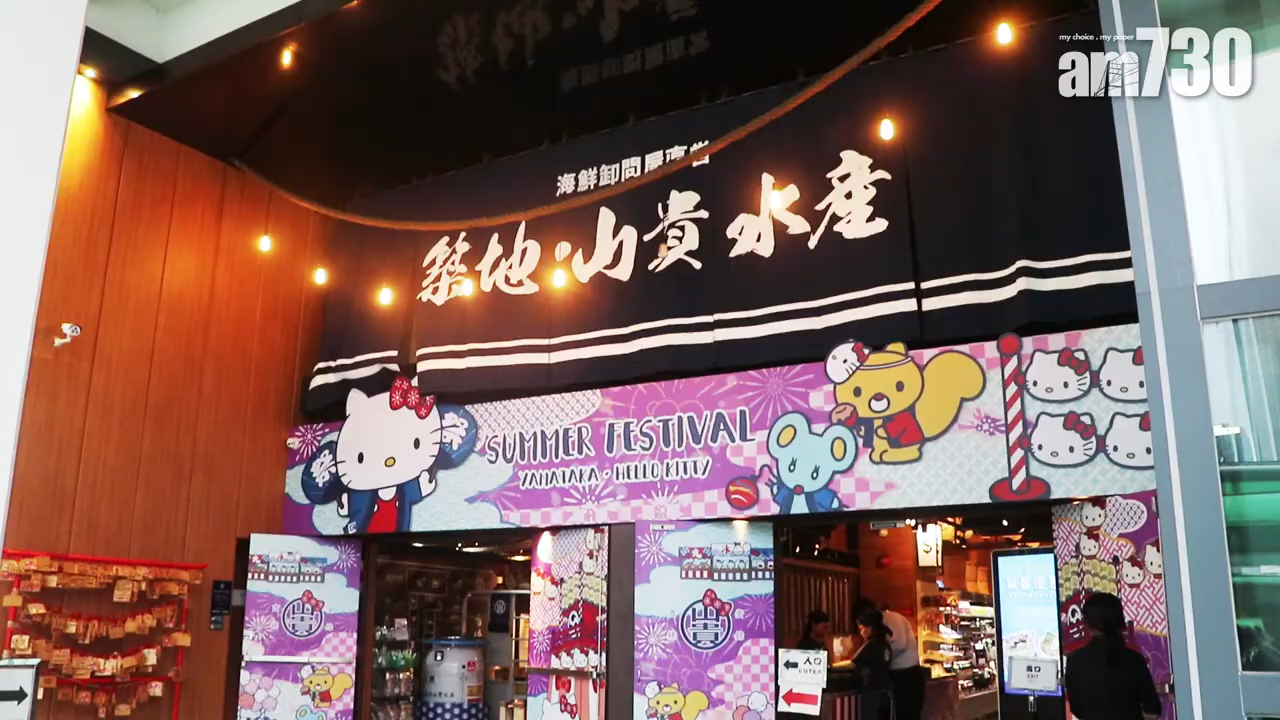 my choice . my paper
am730
海鮮卸問屋直営
築地・山貴水産
SUMMER FESTIVAL
YAMATAKA・HELLO KITTY
入口
ENTER
出口
EXIT